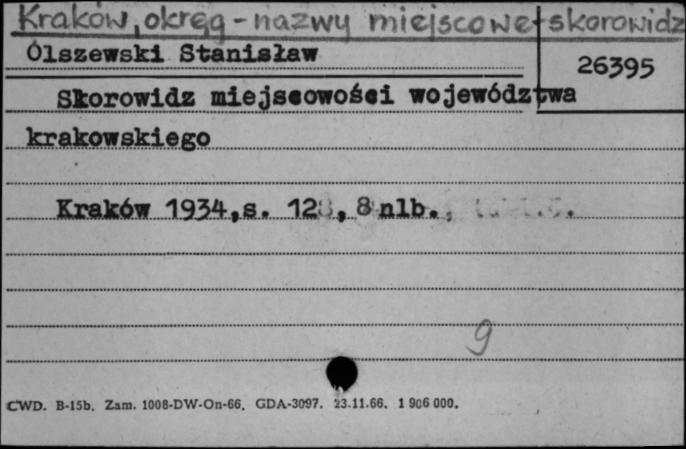 Kraków, okręg - nazwy miejscowe - skorowidz
Olszewski Stanisław
26395
Skorowidz miejscowości województwa
krakowskiego
Kraków 1934,s. 128, 8 nlb.,
9
CWD. B-15b. Zam. 1008-DW-On-66. GDA-3097. 23.11.66. 1 906 000.